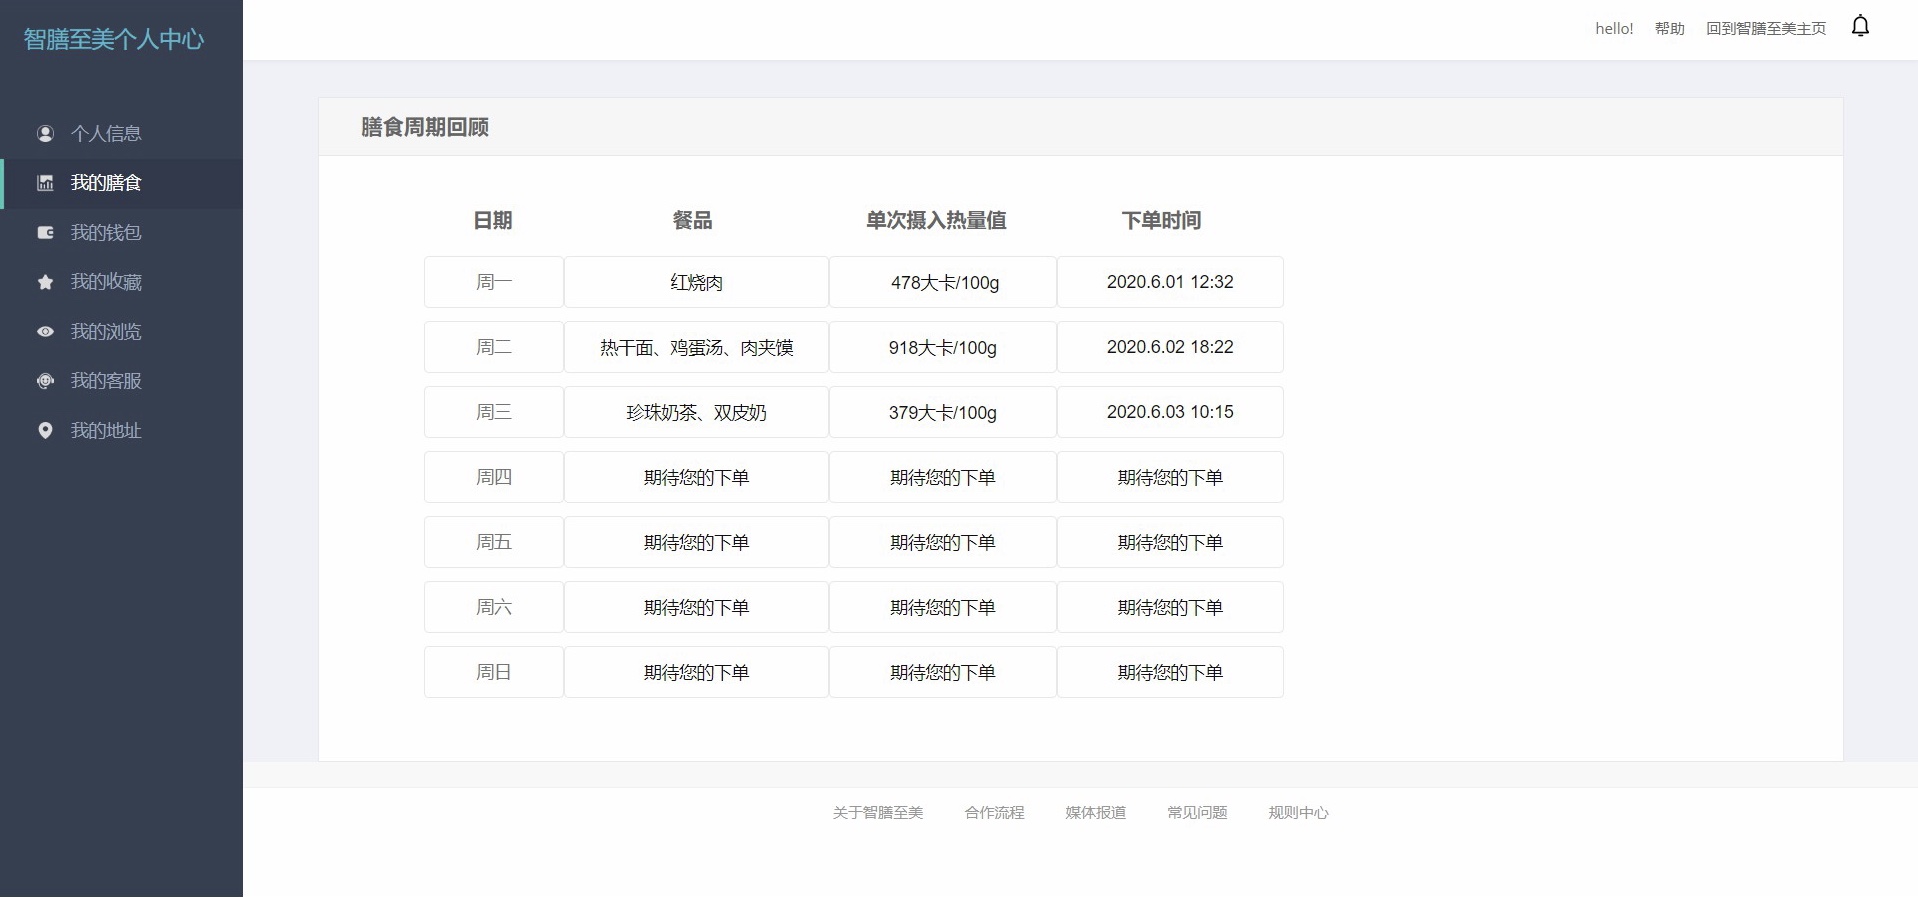 智膳至美个人中心
hello! 帮助 回到智膳至美主页
个人信息
我的膳食
我的钱包
我的收藏
我的浏览
我的客服
我的地址
膳食周期回顾
日期 餐品 单次摄入热量值 下单时间
周一 红烧肉 478大卡/100g 2020.6.01 12:32
周二 热干面、鸡蛋汤、肉夹馍 918大卡/100g 2020.6.02 18:22
周三 珍珠奶茶、双皮奶 379大卡/100g 2020.6.03 10:15
周四 期待您的下单 期待您的下单 期待您的下单
周五 期待您的下单 期待您的下单 期待您的下单
周六 期待您的下单 期待您的下单 期待您的下单
周日 期待您的下单 期待您的下单 期待您的下单
关于智膳至美 合作流程 媒体报道 常见问题 规则中心